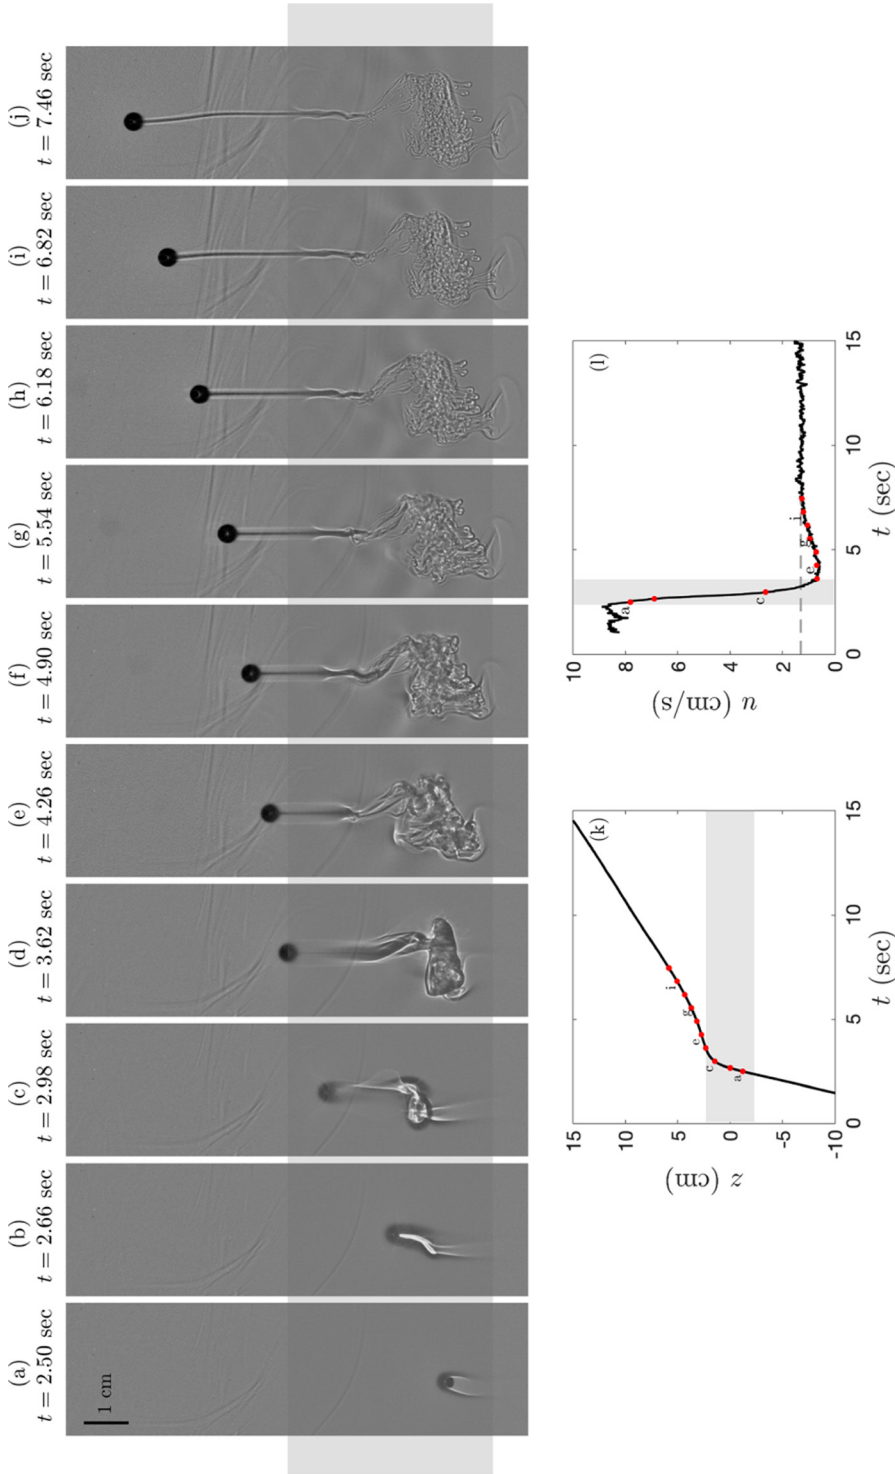 (a)
t = 2.50 sec
(b)
t = 2.66 sec
(c)
t = 2.98 sec
(d)
t = 3.62 sec
(e)
t = 4.26 sec
(f)
t = 4.90 sec
(g)
t = 5.54 sec
(h)
t = 6.18 sec
(i)
t = 6.82 sec
(j)
t = 7.46 sec
1 cm
(k)
15
10
5
0
-5
-10
z (cm)
a
c
e
g
i
0
5
10
15
t (sec)
(l)
10
8
6
4
2
0
u (cm/s)
a
c
e
g
i
0
5
10
15
t (sec)